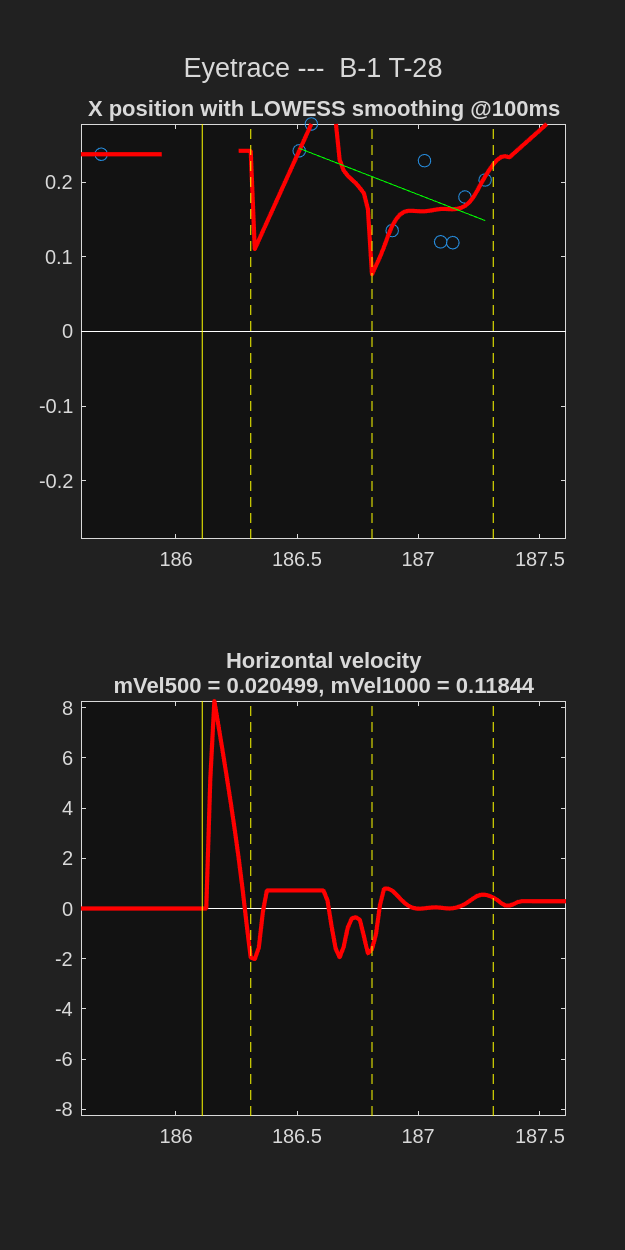 Eyetrace ---  B-1 T-28
X position with LOWESS smoothing @100ms
0.2
0.1
0
-0.1
-0.2
186 186.5 187 187.5
Horizontal velocity
mVel500 = 0.020499, mVel1000 = 0.11844
8
6
4
2
0
-2
-4
-6
-8
186 186.5 187 187.5